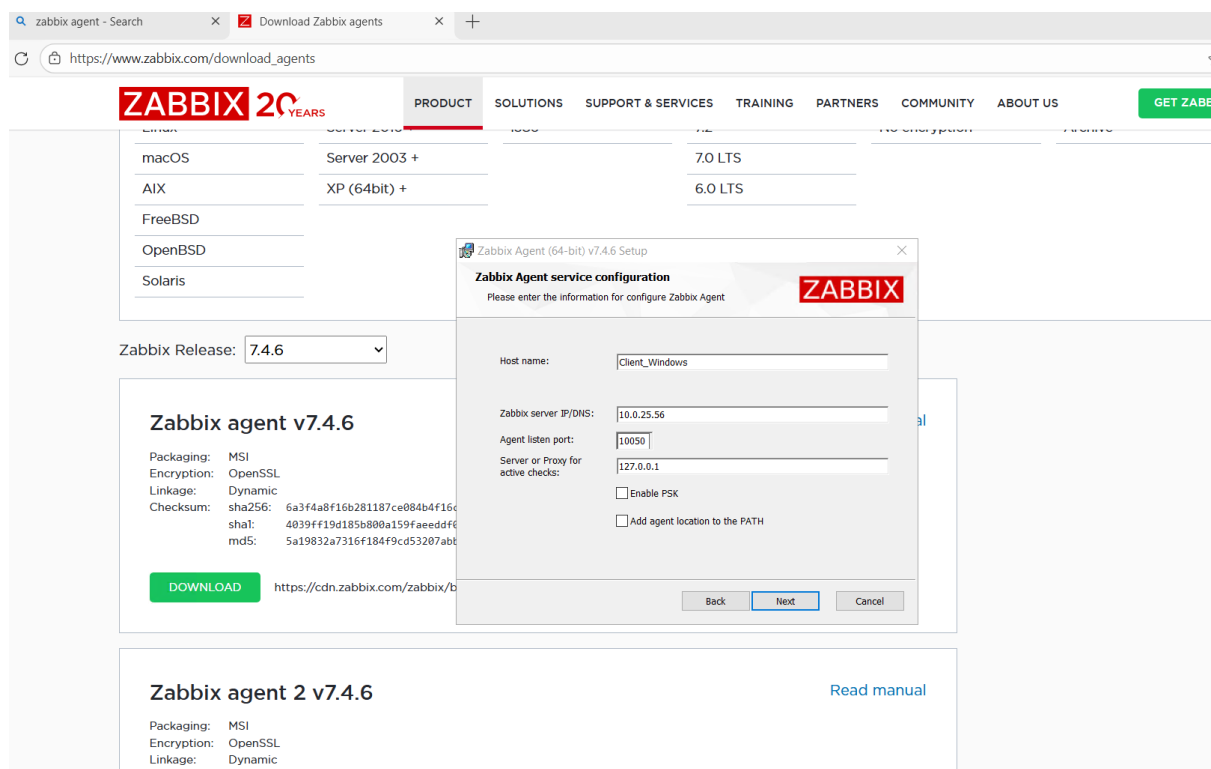 zabbix agent - Search
Download Zabbix agents
https://www.zabbix.com/download_agents
ZABBIX 20 YEARS
PRODUCT SOLUTIONS SUPPORT & SERVICES TRAINING PARTNERS COMMUNITY ABOUT US
macOS Server 2003 + 7.0 LTS
AIX XP (64bit) + 6.0 LTS
FreeBSD
OpenBSD
Solaris
Zabbix Release: 7.4.6
Zabbix agent v7.4.6
Packaging: MSI
Encryption: OpenSSL
Linkage: Dynamic
Checksum: sha256:
sha1:
md5:
DOWNLOAD
Zabbix Agent (64-bit) v7.4.6 Setup
Zabbix Agent service configuration
Please enter the information for configure Zabbix Agent
ZABBIX
Host name: Client_Windows
Zabbix server IP/DNS: 10.0.25.56
Agent listen port: 10050
Server or Proxy for
active checks: 127.0.0.1
Enable PSK
Add agent location to the PATH
Back Next Cancel
Zabbix agent 2 v7.4.6 Read manual
Packaging: MSI
Encryption: OpenSSL
Linkage: Dynamic